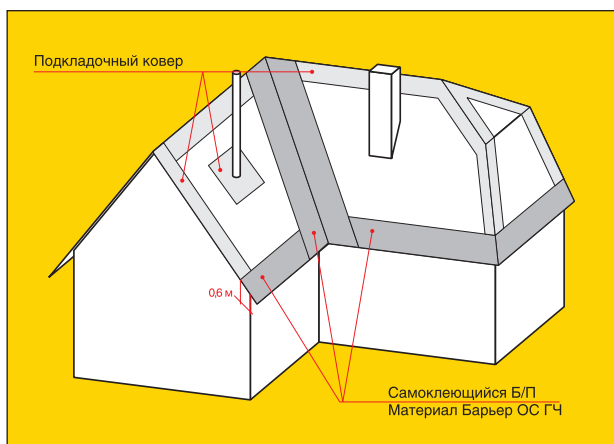 Подкладочный ковер
0,6 м
Самоклеющийся Б/П
Материал Барьер ОС ГЧ